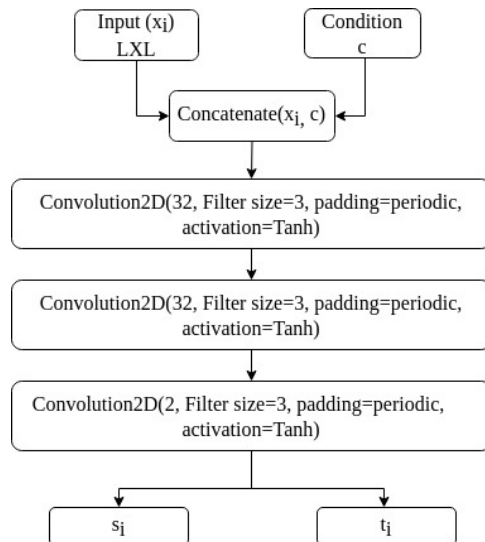 Input (xi)
LXL
Condition
c
Concatenate(xi, c)
Convolution2D(32, Filter size=3, padding=periodic,
activation=Tanh)
Convolution2D(32, Filter size=3, padding=periodic,
activation=Tanh)
Convolution2D(2, Filter size=3, padding=periodic,
activation=Tanh)
si
ti